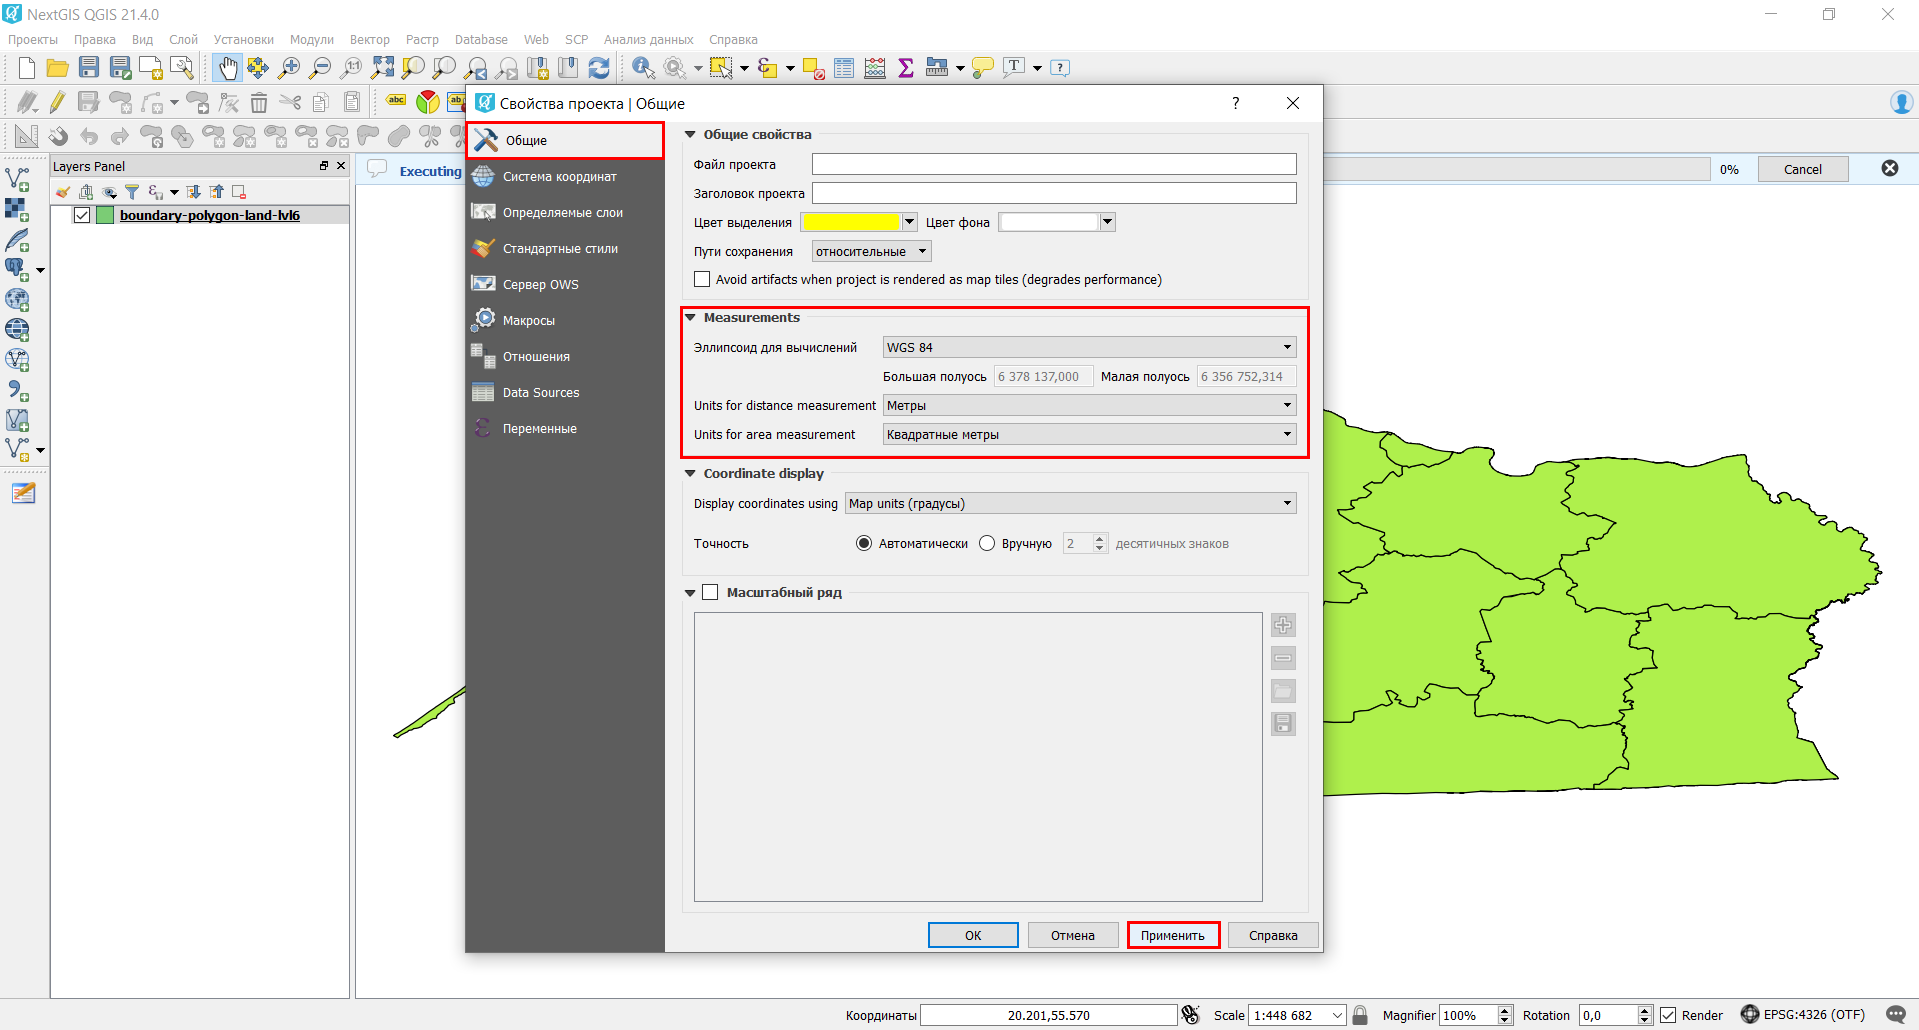 NextGIS QGIS 21.4.0
Проекты Правка Вид Слой Установки Модули Вектор Растр Database Web SCP Анализ данных Справка
1:1
T
?
abc
ab
Свойства проекта | Общие
?
Layers Panel
Executing
0%
Cancel
boundary-polygon-land-lvl6
Общие
Система координат
Определяемые слои
Стандартные стили
Сервер OWS
Макросы
Отношения
Data Sources
Переменные
Общие свойства
Файл проекта
Заголовок проекта
Цвет выделения
Цвет фона
Пути сохранения относительные
Avoid artifacts when project is rendered as map tiles (degrades performance)
Measurements
Эллипсоид для вычислений WGS 84
Большая полуось 6 378 137,000 Малая полуось 6 356 752,314
Units for distance measurement Метры
Units for area measurement Квадратные метры
Coordinate display
Display coordinates using Map units (градусы)
Точность Автоматически Вручную 2 десятичных знаков
Масштабный ряд
OK Отмена Применить Справка
Координаты 20.201,55.570 Scale 1:448 682 Magnifier 100% Rotation 0,0 Render EPSG:4326 (OTF)